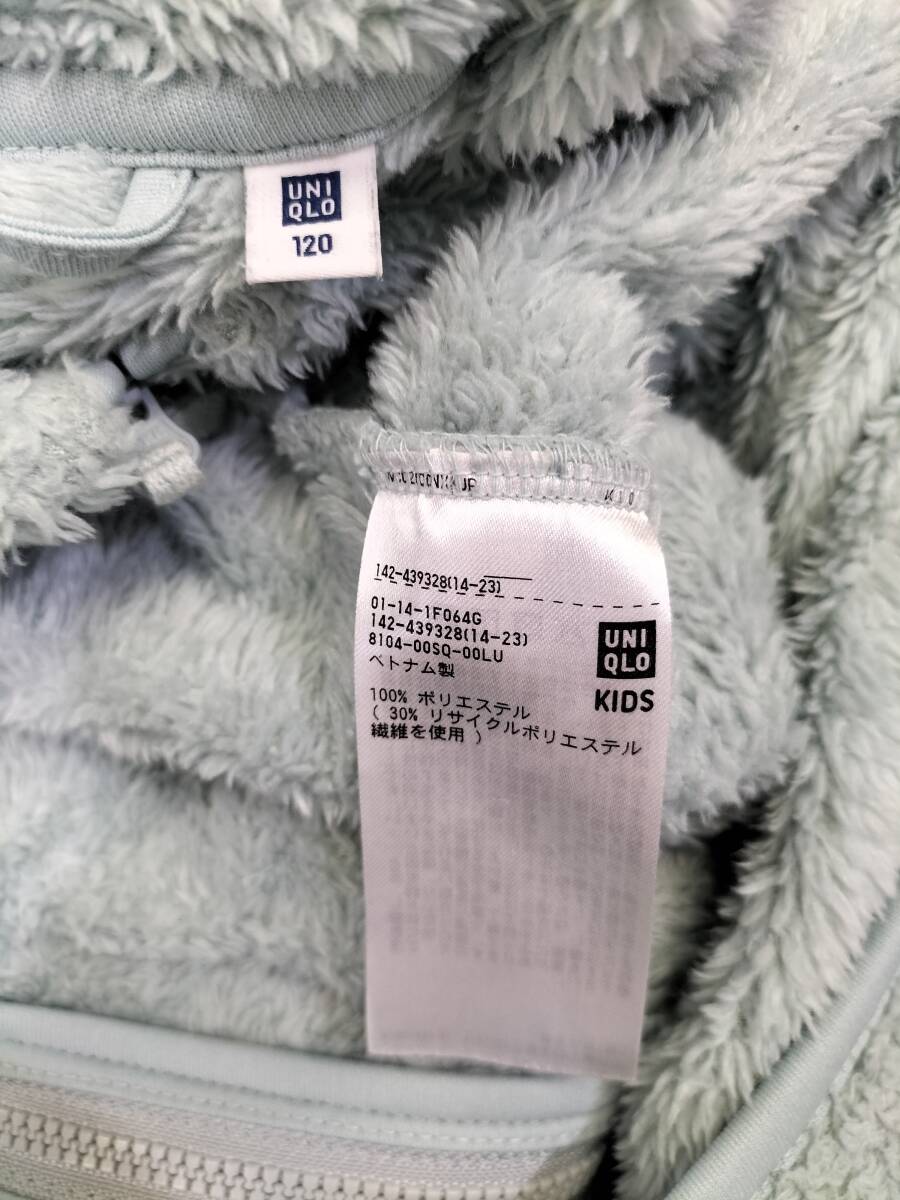 UNI
QLO
120
142-439328(14-23)
01-14-1F064G
142-439328(14-23)
8104-00SQ-00LU
ベトナム製
UNI
QLO
KIDS
100% ポリエステル
( 30% リサイクルポリエステル
繊維を使用 )